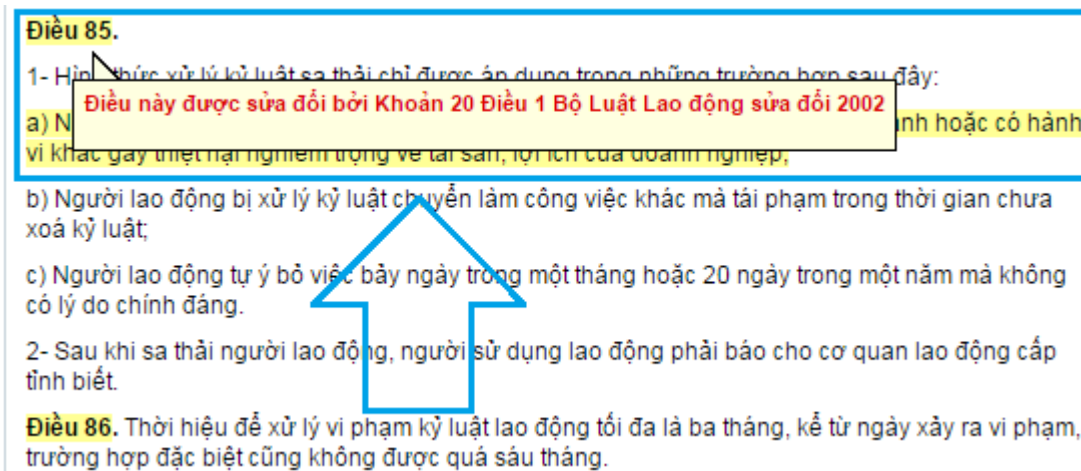 Điều 85.
1- Hình thức xử lý kỷ luật sa thải chỉ được áp dụng trong những trường hợp sau đây:
Điều này được sửa đổi bởi Khoản 20 Điều 1 Bộ Luật Lao động sửa đổi 2002
a) N anh hoặc có hành
vi khác gây thiệt hại nghiêm trọng về tài sản, lợi ích của doanh nghiệp;
b) Người lao động bị xử lý kỷ luật chuyển làm công việc khác mà tái phạm trong thời gian chưa
xoá kỷ luật;
c) Người lao động tự ý bỏ việc bảy ngày trong một tháng hoặc 20 ngày trong một năm mà không
có lý do chính đáng.
2- Sau khi sa thải người lao động, người sử dụng lao động phải báo cho cơ quan lao động cấp
tỉnh biết.
Điều 86. Thời hiệu để xử lý vi phạm kỷ luật lao động tối đa là ba tháng, kể từ ngày xảy ra vi phạm,
trường hợp đặc biệt cũng không được quá sáu tháng.